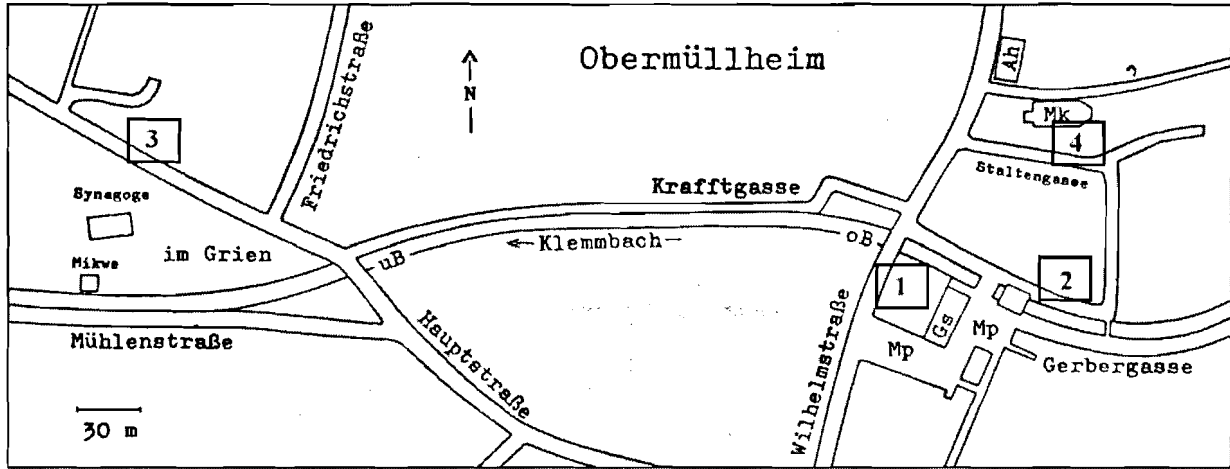 Obermüllheim
Friedrichstraße
N
Ah
Mk
3
4
Staltengasse
Krafftgasse
Synagoge
im Grien
← Klemmbach
oB
uB
Mikwe
1
2
Gs
Mp
Mp
Mühlenstraße
Hauptstraße
Wilhelmstraße
Gerbergasse
30 m